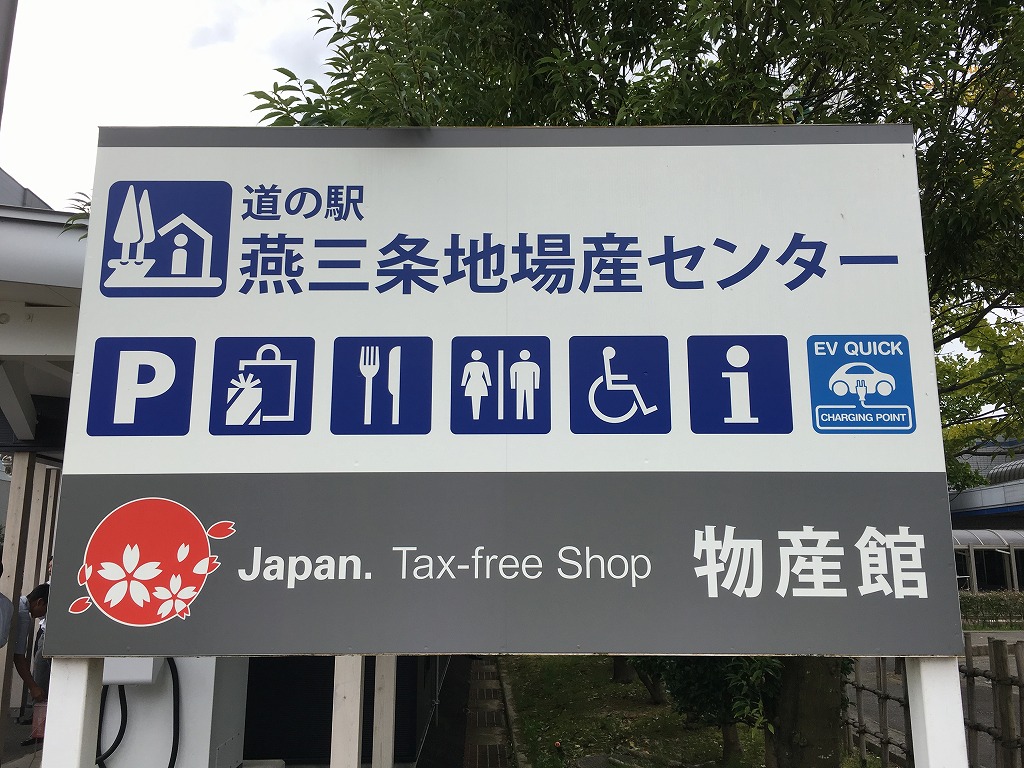 道の駅
燕三条地場産センター
P
i
EV QUICK
CHARGING POINT
Japan. Tax-free Shop 物産館